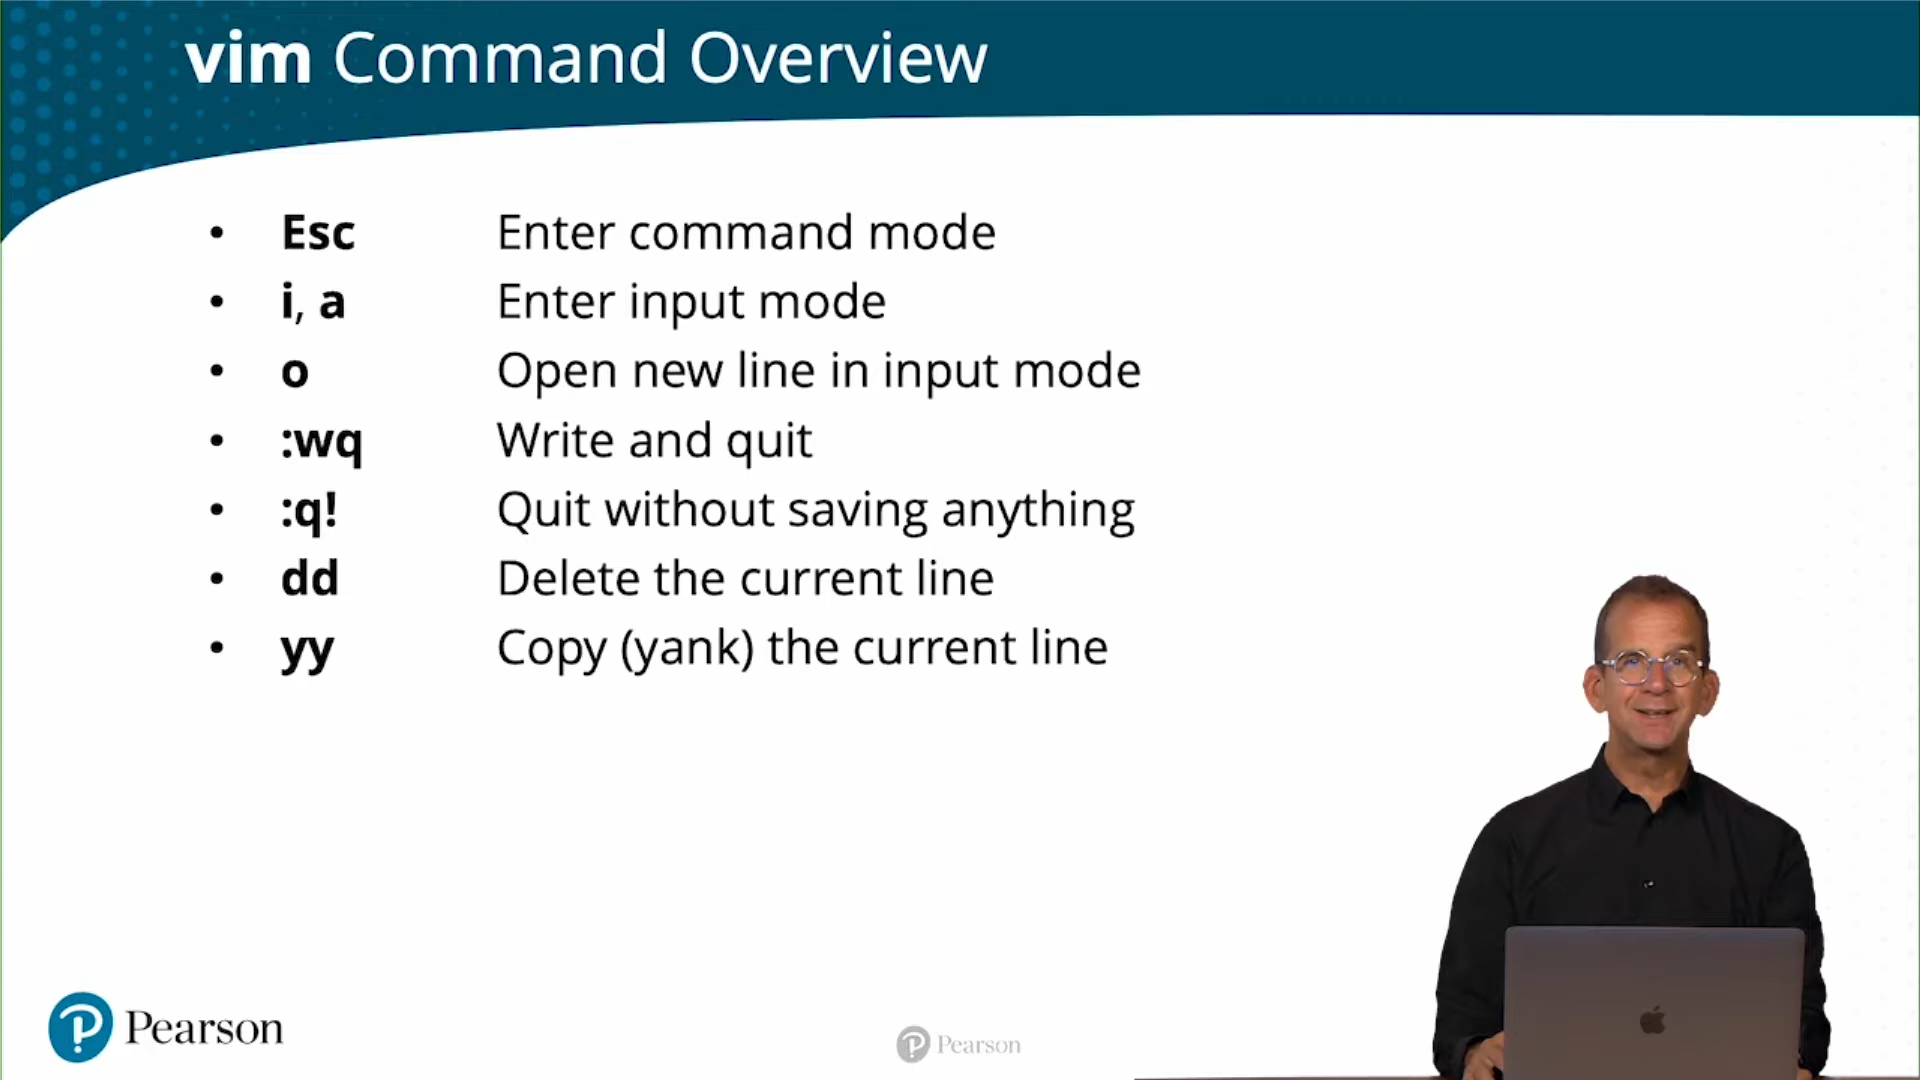 vim Command Overview
• Esc Enter command mode
• i, a Enter input mode
• o Open new line in input mode
• :wq Write and quit
• :q! Quit without saving anything
• dd Delete the current line
• yy Copy (yank) the current line
Pearson
Pearson